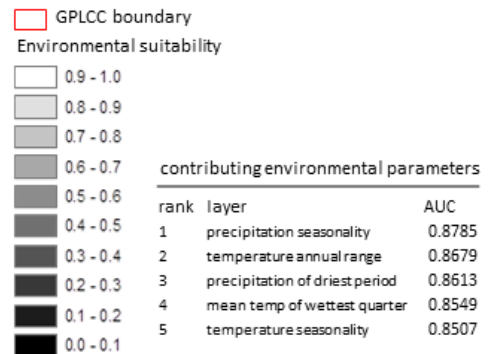 GPLCC boundary
Environmental suitability
0.9 - 1.0
0.8 - 0.9
0.7 - 0.8
0.6 - 0.7
0.5 - 0.6
0.4 - 0.5
0.3 - 0.4
0.2 - 0.3
0.1 - 0.2
0.0 - 0.1
contributing environmental parameters
rank layer AUC
1 precipitation seasonality 0.8785
2 temperature annual range 0.8679
3 precipitation of driest period 0.8613
4 mean temp of wettest quarter 0.8549
5 temperature seasonality 0.8507